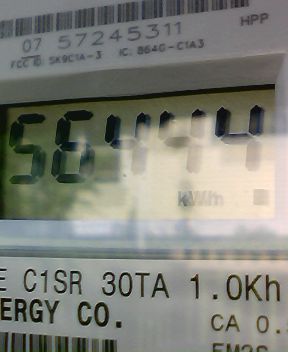 07 57245311
HPP
FCC ID: SK9C1A-3 IC: 864G-C1A3
56444
kWh
E C1SR 30TA 1.0Kh
ERGY CO.
CA 0.